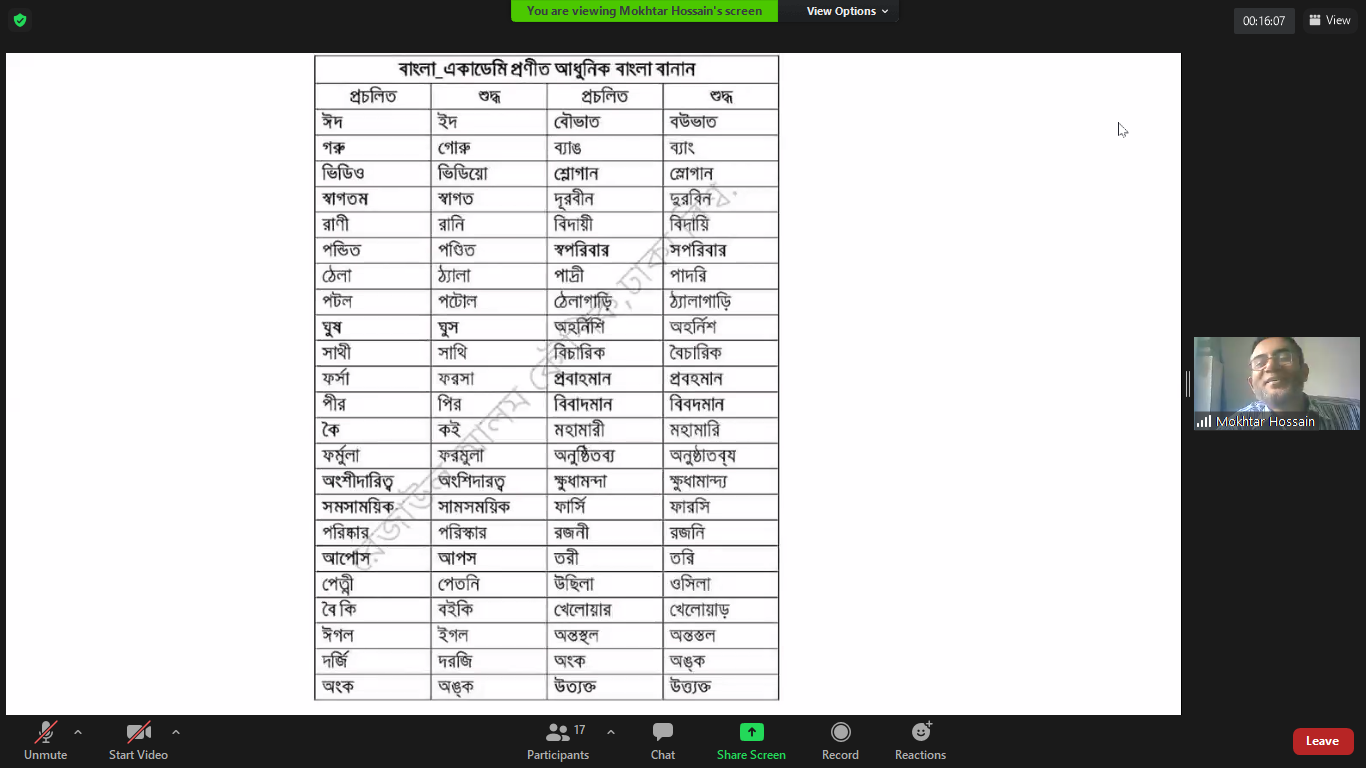 You are viewing Mokhtar Hossain's screen View Options
00:16:07 View
বাংলা_একাডেমি প্রণীত আধুনিক বাংলা বানান
প্রচলিত শুদ্ধ প্রচলিত শুদ্ধ
ঈদ ইদ বৌভাত বউভাত
গরু গোরু ব্যাঙ ব্যাং
ভিডিও ভিডিয়ো শ্লোগান স্লোগান
স্বাগতম স্বাগত দূরবীন দুরবিন
রাণী রানি বিদায়ী বিদায়ি
পন্ডিত পণ্ডিত স্বপরিবার সপরিবার
ঠেলা ঠ্যালা পাদ্রী পাদরি
পটল পটোল ঠেলাগাড়ি ঠ্যালাগাড়ি
ঘুষ ঘুস অহর্নিশি অহর্নিশ
সাথী সাথি বিচারিক বৈচারিক
ফর্সা ফরসা প্রবাহমান প্রবহমান
পীর পির বিবাদমান বিবদমান
কৈ কই মহামারী মহামারি
ফর্মুলা ফরমুলা অনুষ্ঠিতব্য অনুষ্ঠাতব্য
অংশীদারিত্ব অংশিদারত্ব ক্ষুধামন্দা ক্ষুধামান্দ্য
সমসাময়িক সামসময়িক ফার্সি ফারসি
পরিষ্কার পরিস্কার রজনী রজনি
আপোস আপস তরী তরি
পেত্নী পেতনি উছিলা ওসিলা
বৈ কি বইকি খেলোয়ার খেলোয়াড়
ঈগল ইগল অন্তস্থল অন্তস্তল
দর্জি দরজি অংক অঙ্ক
অংক অঙ্ক উত্যক্ত উত্ত্যক্ত
Mokhtar Hossain
17
Unmute Start Video Participants Chat Share Screen Record Reactions Leave